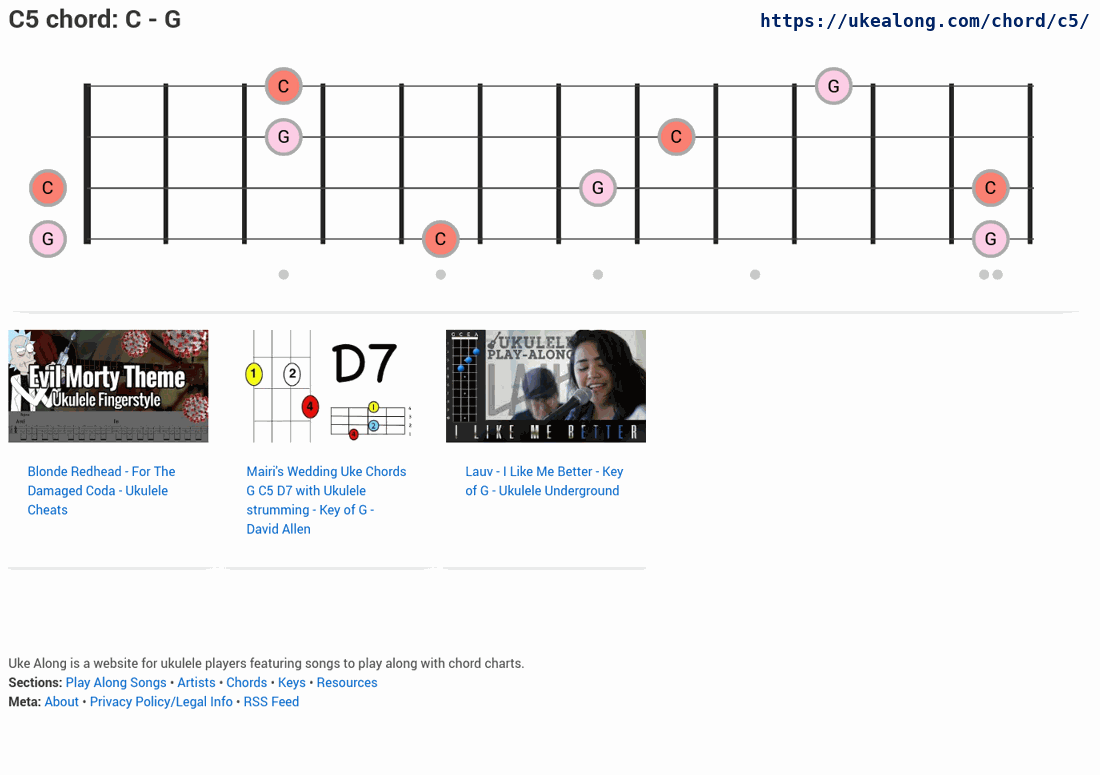 C5 chord: C - G
https://ukealong.com/chord/c5/
C
G
G
C
C
G
C
G
C
G
Evil Morty Theme
Ukulele Fingerstyle
1
2
4
D7
1
2
UKULELE
PLAY-ALONG
I LIKE ME BETTER
Blonde Redhead - For The
Damaged Coda - Ukulele
Cheats
Mairi's Wedding Uke Chords
G C5 D7 with Ukulele
strumming - Key of G -
David Allen
Lauv - I Like Me Better - Key
of G - Ukulele Underground
Uke Along is a website for ukulele players featuring songs to play along with chord charts.
Sections: Play Along Songs • Artists • Chords • Keys • Resources
Meta: About • Privacy Policy/Legal Info • RSS Feed